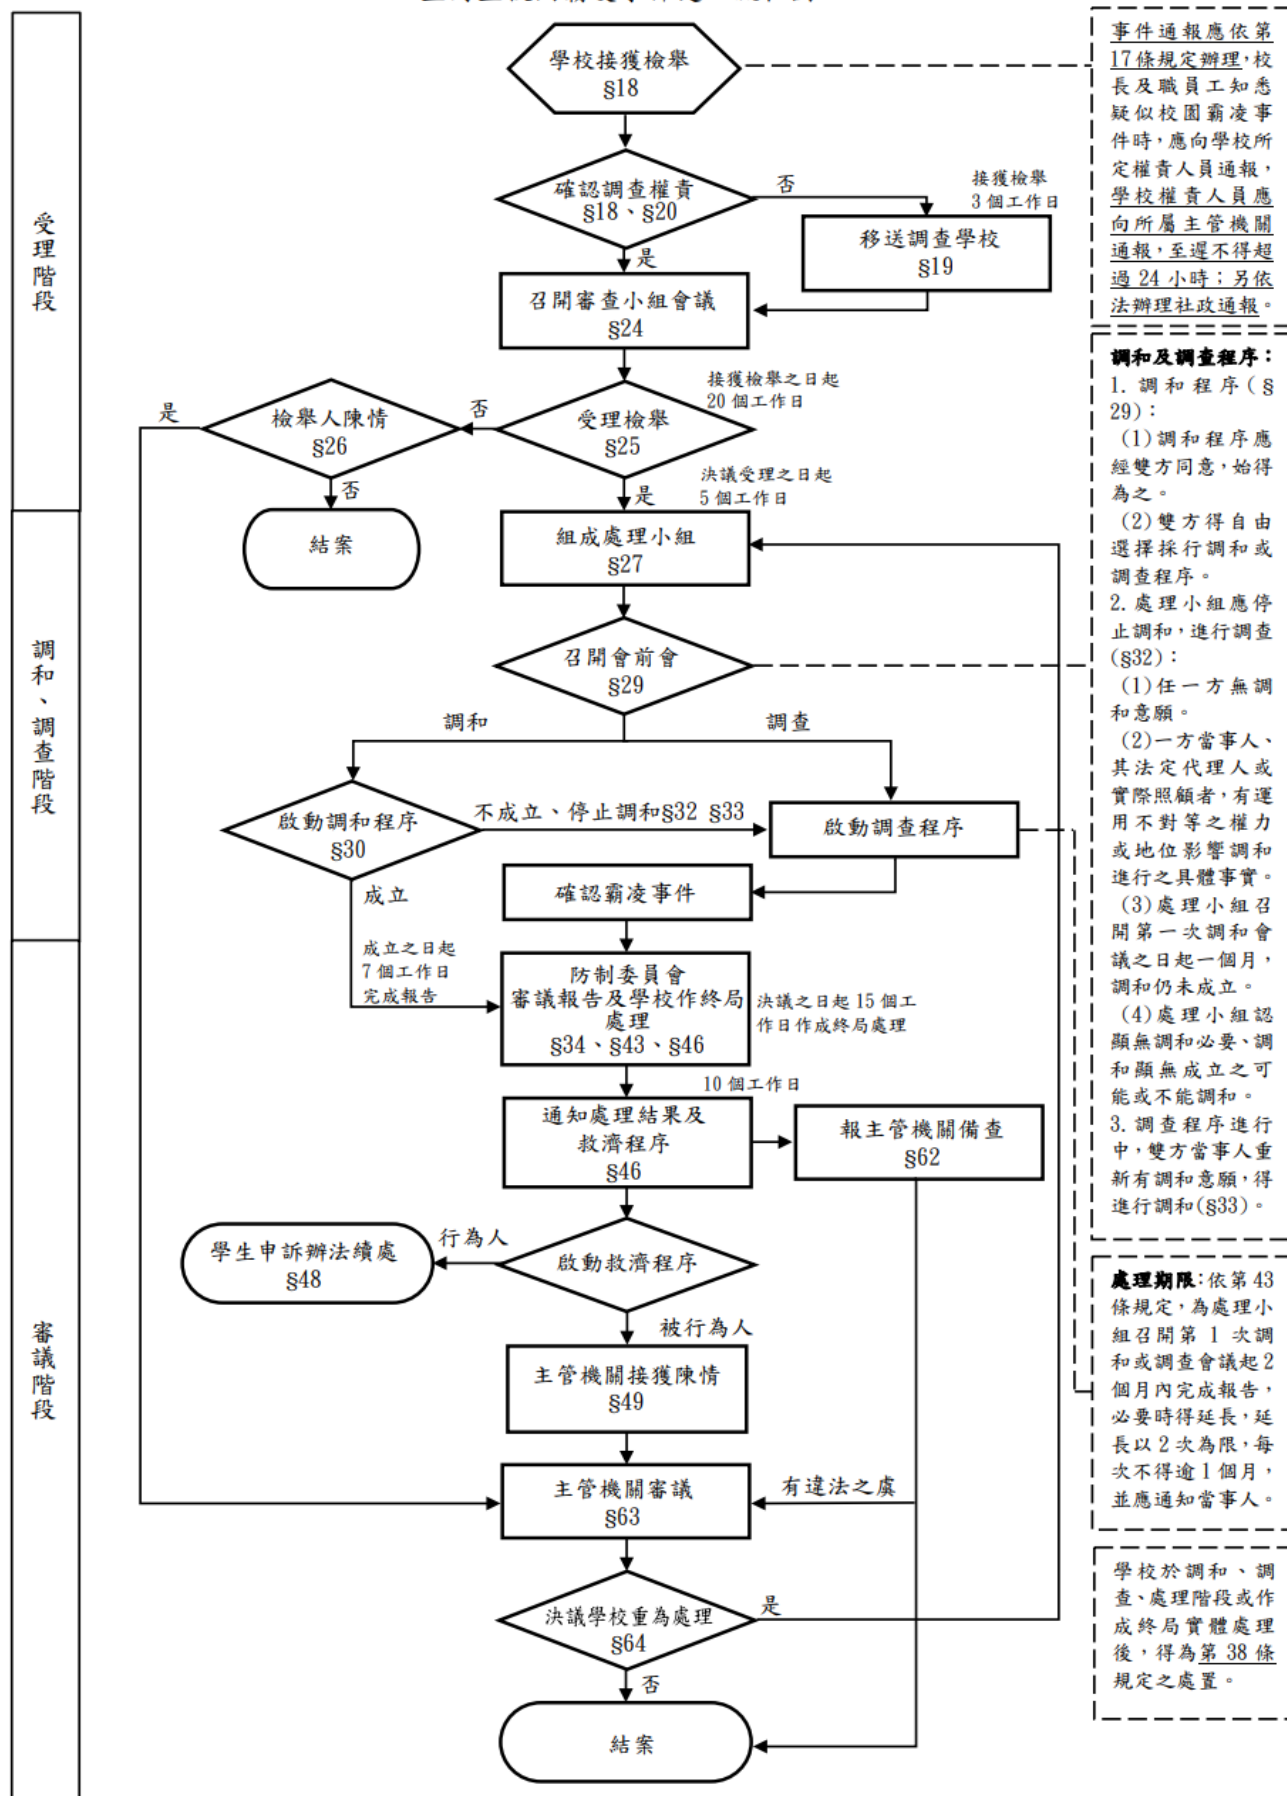 受理階段
調和、調查階段
審議階段
學校接獲檢舉
§18
確認調查權責
§18、§20
否
接獲檢舉
3 個工作日
移送調查學校
§19
是
召開審查小組會議
§24
接獲檢舉之日起
20 個工作日
受理檢舉
§25
否
檢舉人陳情
§26
是
否
結案
決議受理之日起
5 個工作日
是
組成處理小組
§27
召開會前會
§29
調和
調查
啟動調和程序
§30
不成立、停止調和§32 §33
啟動調查程序
成立
確認霸凌事件
成立之日起
7 個工作日
完成報告
防制委員會
審議報告及學校作終局
處理
§34、§43、§46
決議之日起 15 個工
作日作成終局處理
10 個工作日
通知處理結果及
救濟程序
§46
報主管機關備查
§62
啟動救濟程序
行為人
學生申訴辦法續處
§48
被行為人
主管機關接獲陳情
§49
主管機關審議
§63
有違法之虞
決議學校重為處理
§64
是
否
結案
事件通報應依第
17條規定辦理,校
長及職員工知悉
疑似校園霸凌事
件時,應向學校所
定權責人員通報,
學校權責人員應
向所屬主管機關
通報,至遲不得超
過 24 小時;另依
法辦理社政通報。
調和及調查程序:
1. 調和程序(§
29):
(1)調和程序應
經雙方同意,始得
為之。
(2)雙方得自由
選擇採行調和或
調查程序。
2. 處理小組應停
止調和,進行調查
(§32):
(1)任一方無調
和意願。
(2)一方當事人、
其法定代理人或
實際照顧者,有運
用不對等之權力
或地位影響調和
進行之具體事實。
(3)處理小組召
開第一次調和會
議之日起一個月,
調和仍未成立。
(4)處理小組認
顯無調和必要、調
和顯無成立之可
能或不能調和。
3. 調查程序進行
中,雙方當事人重
新有調和意願,得
進行調和(§33)。
處理期限:依第 43
條規定,為處理小
組召開第 1 次調
和或調查會議起 2
個月內完成報告,
必要時得延長,延
長以 2 次為限,每
次不得逾 1 個月,
並應通知當事人。
學校於調和、調
查、處理階段或作
成終局實體處理
後,得為第 38 條
規定之處置。